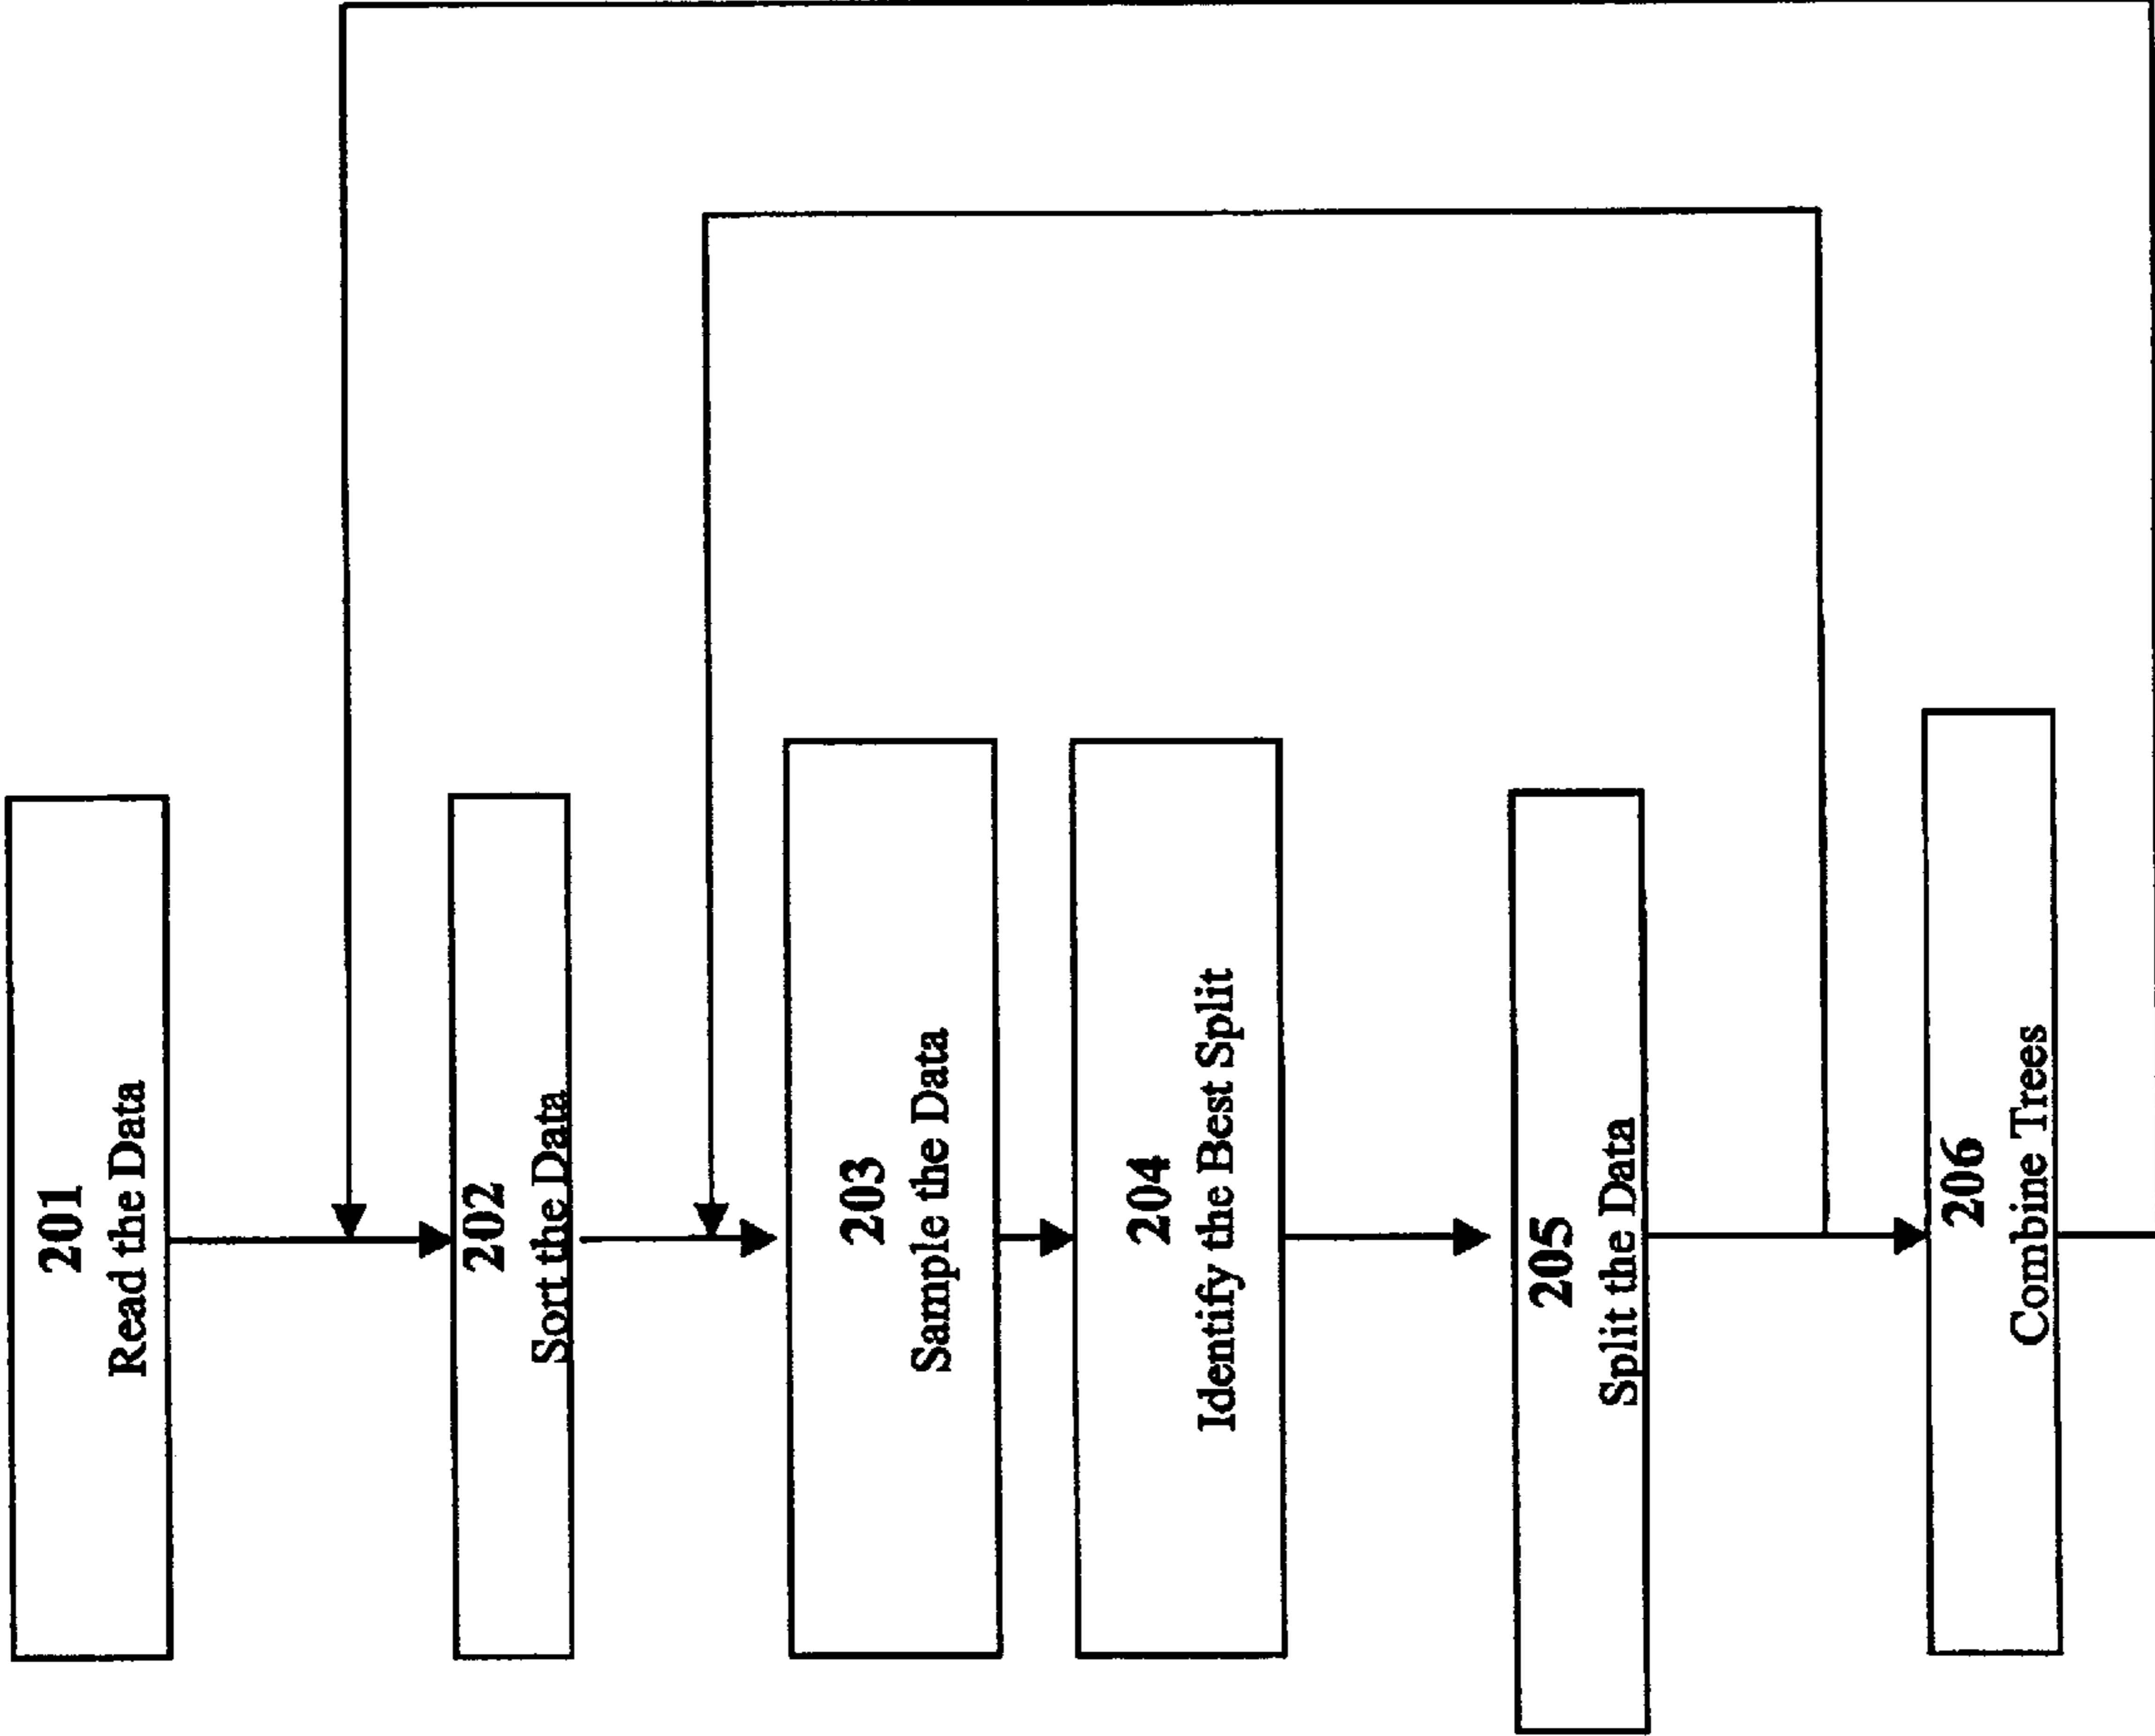 201
Read the Data
202
Sort the Data
203
Sample the Data
204
Identify the Best Split
205
Split the Data
206
Combine Trees